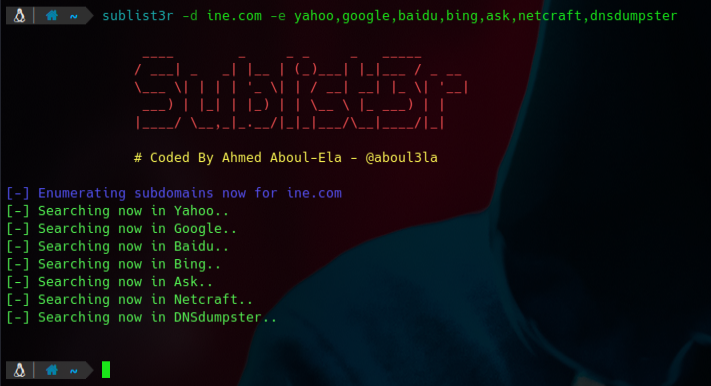 ~ sublist3r -d ine.com -e yahoo,google,baidu,bing,ask,netcraft,dnsdumpster
Sublist3r
# Coded By Ahmed Aboul-Ela - @aboul3la
[-] Enumerating subdomains now for ine.com
[-] Searching now in Yahoo..
[-] Searching now in Google..
[-] Searching now in Baidu..
[-] Searching now in Bing..
[-] Searching now in Ask..
[-] Searching now in Netcraft..
[-] Searching now in DNSdumpster..
~